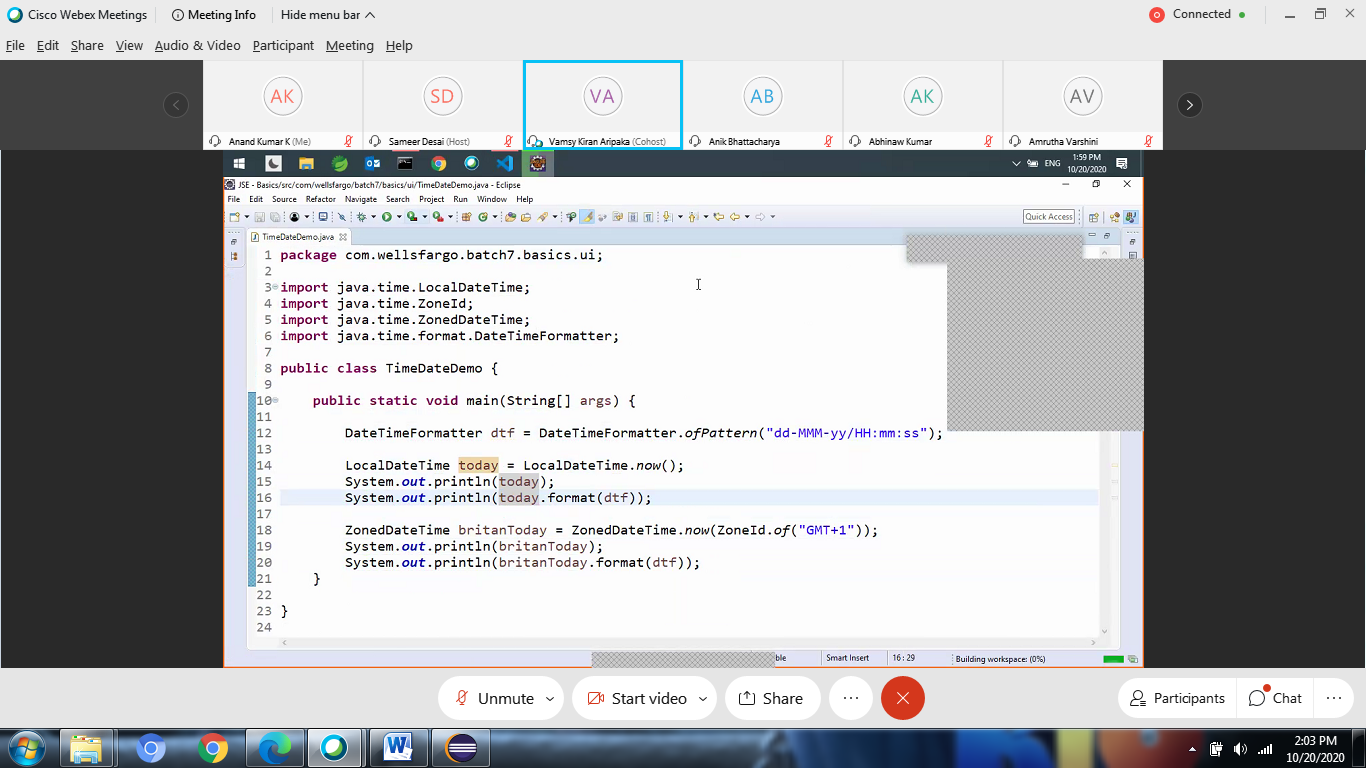 Cisco Webex Meetings
Meeting Info
Hide menu bar
Connected
File Edit Share View Audio & Video Participant Meeting Help
AK SD VA AB AK AV
Anand Kumar K (Me) Sameer Desai (Host) Vamsy Kiran Aripaka (Cohost) Anik Bhattacharya Abhinaw Kumar Amrutha Varshini
ENG
1:59 PM
10/20/2020
JSE - Basics/src/com/wellsfargo/batch7/basics/ui/TimeDateDemo.java - Eclipse
File Edit Source Refactor Navigate Search Project Run Window Help
Quick Access
TimeDateDemo.java
1 package com.wellsfargo.batch7.basics.ui;
2
3 import java.time.LocalDateTime;
4 import java.time.ZoneId;
5 import java.time.ZonedDateTime;
6 import java.time.format.DateTimeFormatter;
7
8 public class TimeDateDemo {
9
10 public static void main(String[] args) {
11
12 DateTimeFormatter dtf = DateTimeFormatter.ofPattern("dd-MMM-yy/HH:mm:ss");
13
14 LocalDateTime today = LocalDateTime.now();
15 System.out.println(today);
16 System.out.println(today.format(dtf));
17
18 ZonedDateTime britanToday = ZonedDateTime.now(ZoneId.of("GMT+1"));
19 System.out.println(britanToday);
20 System.out.println(britanToday.format(dtf));
21 }
22
23 }
24
Smart Insert 16 : 29 Building workspace: (0%)
Unmute Start video Share Participants Chat
2:03 PM
10/20/2020